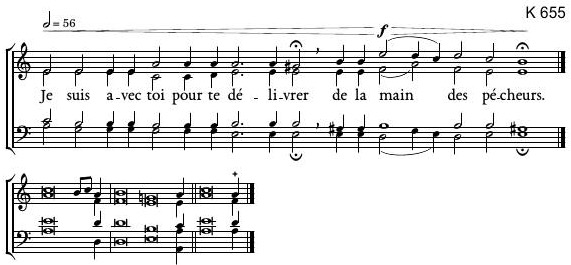 K 655
𝅗𝅥 = 56
f
Je suis a-vec toi pour te dé-li-vrer de la main des pé-cheurs.